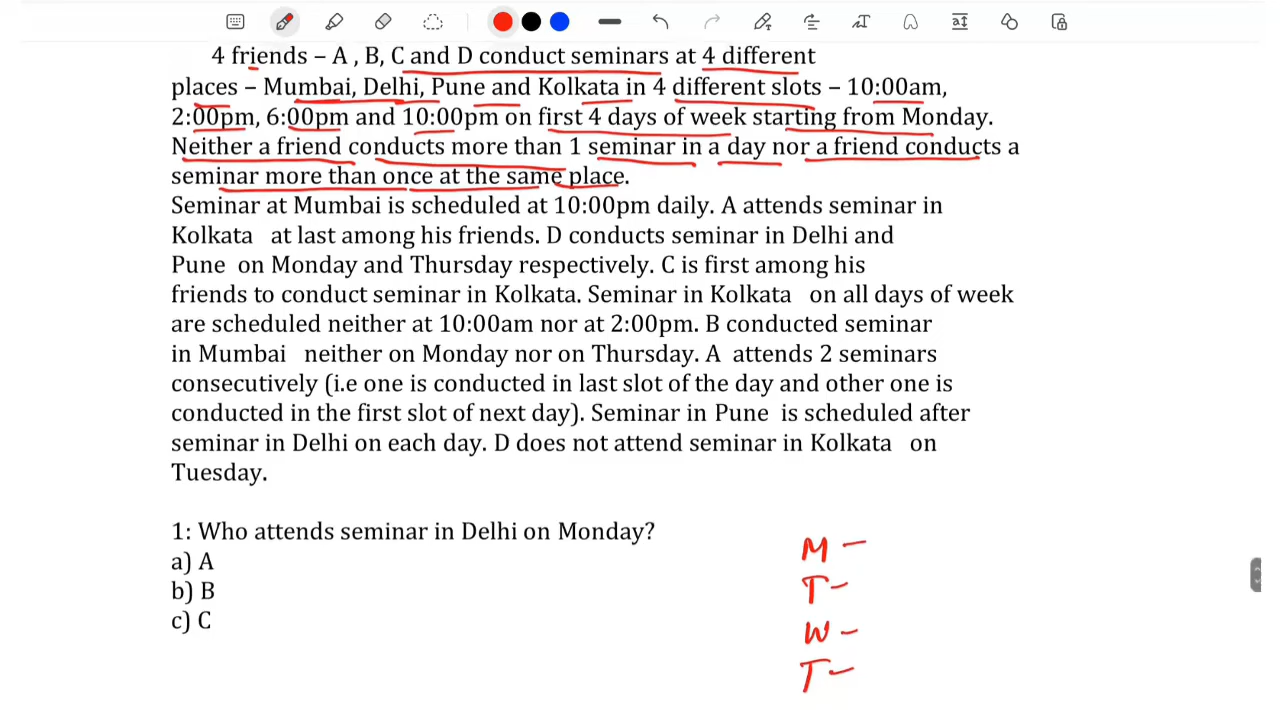 4 friends – A , B, C and D conduct seminars at 4 different
places – Mumbai, Delhi, Pune and Kolkata in 4 different slots – 10:00am,
2:00pm, 6:00pm and 10:00pm on first 4 days of week starting from Monday.
Neither a friend conducts more than 1 seminar in a day nor a friend conducts a
seminar more than once at the same place.
Seminar at Mumbai is scheduled at 10:00pm daily. A attends seminar in
Kolkata at last among his friends. D conducts seminar in Delhi and
Pune on Monday and Thursday respectively. C is first among his
friends to conduct seminar in Kolkata. Seminar in Kolkata on all days of week
are scheduled neither at 10:00am nor at 2:00pm. B conducted seminar
in Mumbai neither on Monday nor on Thursday. A attends 2 seminars
consecutively (i.e one is conducted in last slot of the day and other one is
conducted in the first slot of next day). Seminar in Pune is scheduled after
seminar in Delhi on each day. D does not attend seminar in Kolkata on
Tuesday.
1: Who attends seminar in Delhi on Monday?
a) A
b) B
c) C
M –
T –
W –
T –